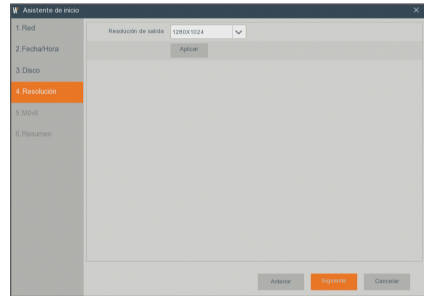 W Asistente de inicio
1.Red
Resolución de salida 1280X1024
2.Fecha/Hora
Aplicar
3.Disco
4.Resolución
5.Móvil
6.Resumen
Anterior Siguiente Cancelar